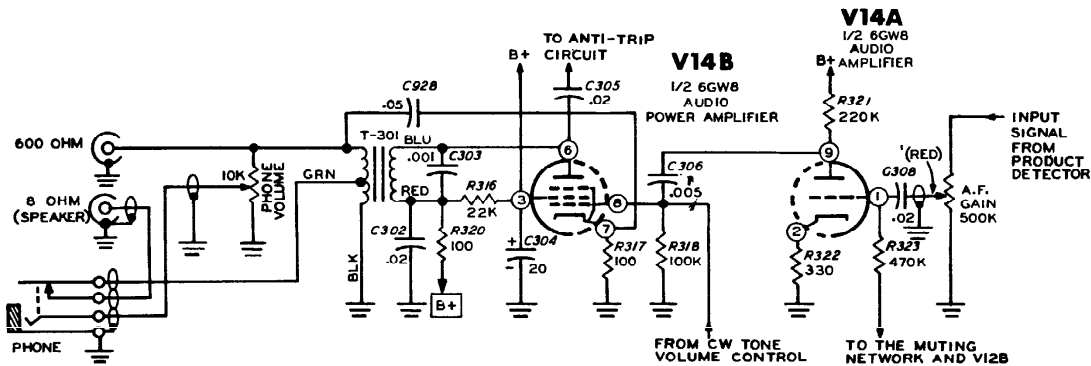 V14A
1/2 6GW8
AUDIO
AMPLIFIER
B+
TO ANTI-TRIP
CIRCUIT
B+
V14B
1/2 6GW8
AUDIO
POWER AMPLIFIER
C305
.02
C928
.05
R321
220K
INPUT
SIGNAL
FROM
PRODUCT
DETECTOR
600 OHM
T-301
BLU
.001
C303
6
C306
.005
9
(RED)
C308
.02
1
A.F.
GAIN
500K
10K
PHONE
VOLUME
GRN
RED
R316
22K
3
8
7
8 OHM
(SPEAKER)
C302
.02
R320
100
C304
+
-
20
R317
100
R318
100K
2
R322
330
R323
470K
BLK
B+
PHONE
FROM CW TONE
VOLUME CONTROL
TO THE MUTING
NETWORK AND V12B